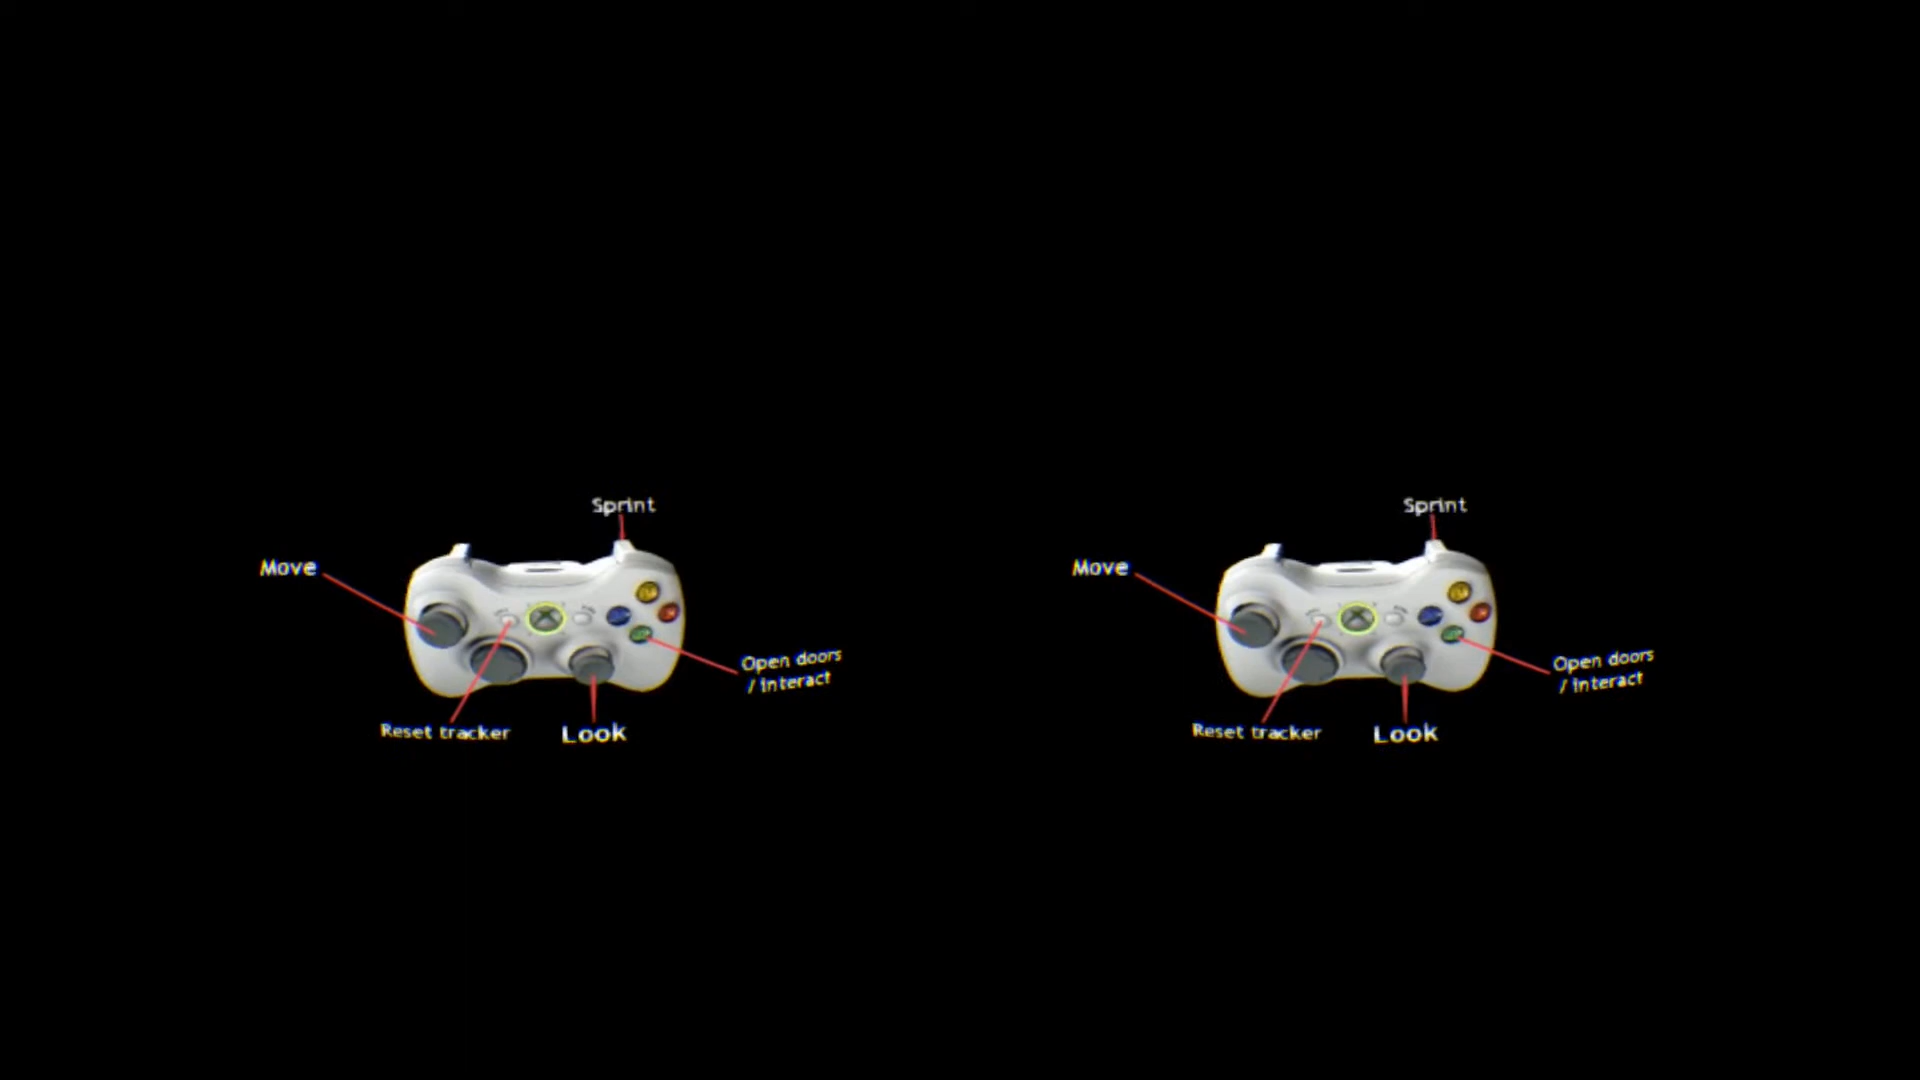 Sprint
Move
Open doors
/ Interact
Reset tracker
Look
Sprint
Move
Open doors
/ Interact
Reset tracker
Look